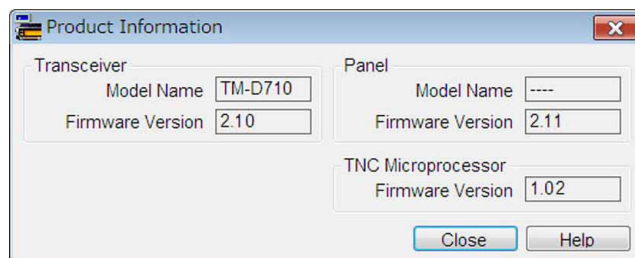 Product Information
Transceiver
Model Name TM-D710
Firmware Version 2.10
Panel
Model Name ----
Firmware Version 2.11
TNC Microprocessor
Firmware Version 1.02
Close Help